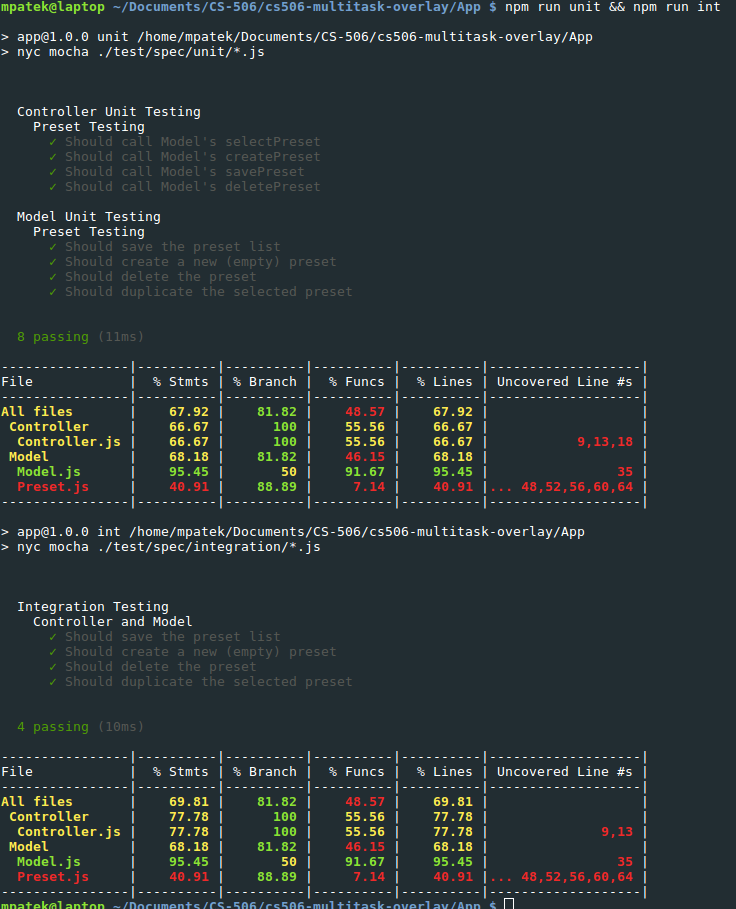 mpatek@laptop ~/Documents/CS-506/cs506-multitask-overlay/App $ npm run unit && npm run int
> app@1.0.0 unit /home/mpatek/Documents/CS-506/cs506-multitask-overlay/App
> nyc mocha ./test/spec/unit/*.js
Controller Unit Testing
Preset Testing
✓ Should call Model's selectPreset
✓ Should call Model's createPreset
✓ Should call Model's savePreset
✓ Should call Model's deletePreset
Model Unit Testing
Preset Testing
✓ Should save the preset list
✓ Should create a new (empty) preset
✓ Should delete the preset
✓ Should duplicate the selected preset
8 passing (11ms)
----------------|----------|----------|----------|----------|-------------------|
File            |  % Stmts | % Branch |  % Funcs |  % Lines | Uncovered Line #s |
----------------|----------|----------|----------|----------|-------------------|
All files       |    67.92 |    81.82 |    48.57 |    67.92 |                   |
 Controller     |    66.67 |      100 |    55.56 |    66.67 |                   |
  Controller.js |    66.67 |      100 |    55.56 |    66.67 |           9,13,18 |
 Model          |    68.18 |    81.82 |    46.15 |    68.18 |                   |
  Model.js      |    95.45 |       50 |    91.67 |    95.45 |                35 |
  Preset.js     |    40.91 |    88.89 |     7.14 |    40.91 |... 48,52,56,60,64 |
----------------|----------|----------|----------|----------|-------------------|
> app@1.0.0 int /home/mpatek/Documents/CS-506/cs506-multitask-overlay/App
> nyc mocha ./test/spec/integration/*.js
Integration Testing
Controller and Model
✓ Should save the preset list
✓ Should create a new (empty) preset
✓ Should delete the preset
✓ Should duplicate the selected preset
4 passing (10ms)
----------------|----------|----------|----------|----------|-------------------|
File            |  % Stmts | % Branch |  % Funcs |  % Lines | Uncovered Line #s |
----------------|----------|----------|----------|----------|-------------------|
All files       |    69.81 |    81.82 |    48.57 |    69.81 |                   |
 Controller     |    77.78 |      100 |    55.56 |    77.78 |                   |
  Controller.js |    77.78 |      100 |    55.56 |    77.78 |              9,13 |
 Model          |    68.18 |    81.82 |    46.15 |    68.18 |                   |
  Model.js      |    95.45 |       50 |    91.67 |    95.45 |                35 |
  Preset.js     |    40.91 |    88.89 |     7.14 |    40.91 |... 48,52,56,60,64 |
----------------|----------|----------|----------|----------|-------------------|
mpatek@laptop ~/Documents/CS-506/cs506-multitask-overlay/App $